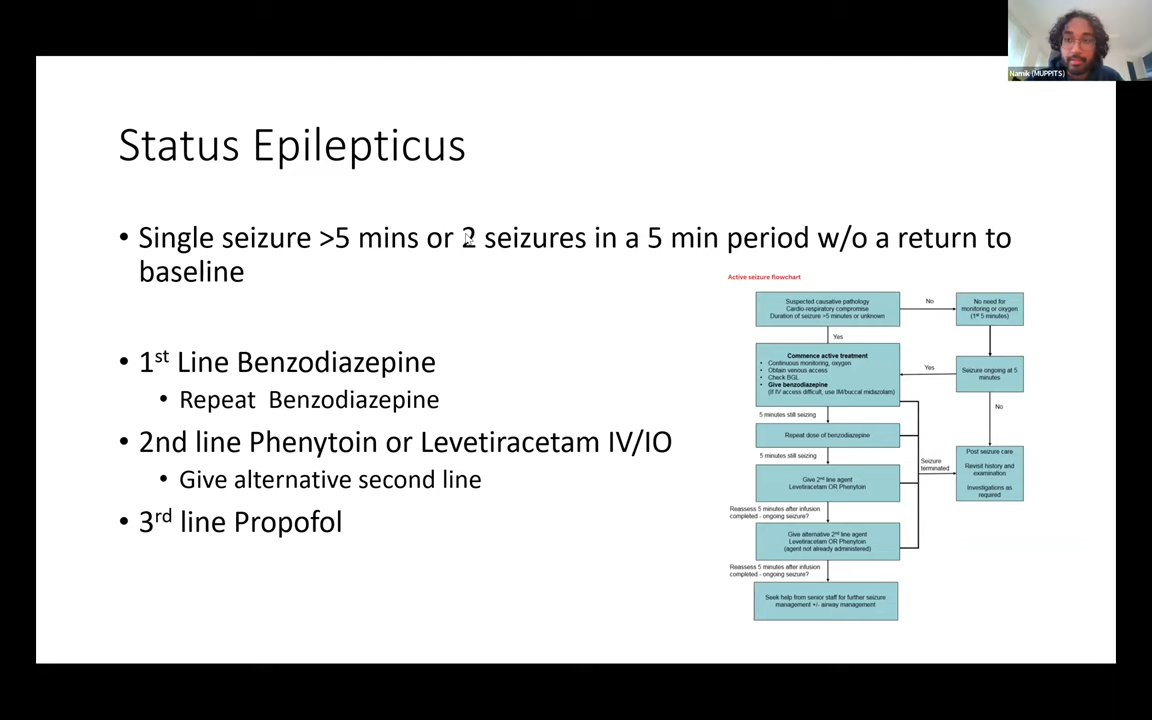 Namik (MUPPITS)
Status Epilepticus
• Single seizure >5 mins or 2 seizures in a 5 min period w/o a return to
baseline
• 1st Line Benzodiazepine
• Repeat Benzodiazepine
• 2nd line Phenytoin or Levetiracetam IV/IO
• Give alternative second line
• 3rd line Propofol
Active seizure flowchart
Suspected causative pathology
Cardio-respiratory compromise
Duration of seizure >5 minutes or unknown
No
No need for
monitoring or oxygen
(1st 5 minutes)
Yes
Commence active treatment
• Continuous monitoring, oxygen
• Obtain venous access
• Check BGL
• Give benzodiazepine
(if IV access difficult, use IM/buccal midazolam)
Yes
Seizure ongoing at 5
minutes
No
5 minutes still seizing
Repeat dose of benzodiazepine
5 minutes still seizing
Give 2nd line agent
Levetiracetam OR Phenytoin
Seizure
terminated
Post seizure care
Revisit history and
examination
Investigations as
required
Reassess 5 minutes after infusion
completed - ongoing seizure?
Give alternative 2nd line agent
Levetiracetam OR Phenytoin
(agent not already administered)
Reassess 5 minutes after infusion
completed - ongoing seizure?
Seek help from senior staff for further seizure
management +/- airway management